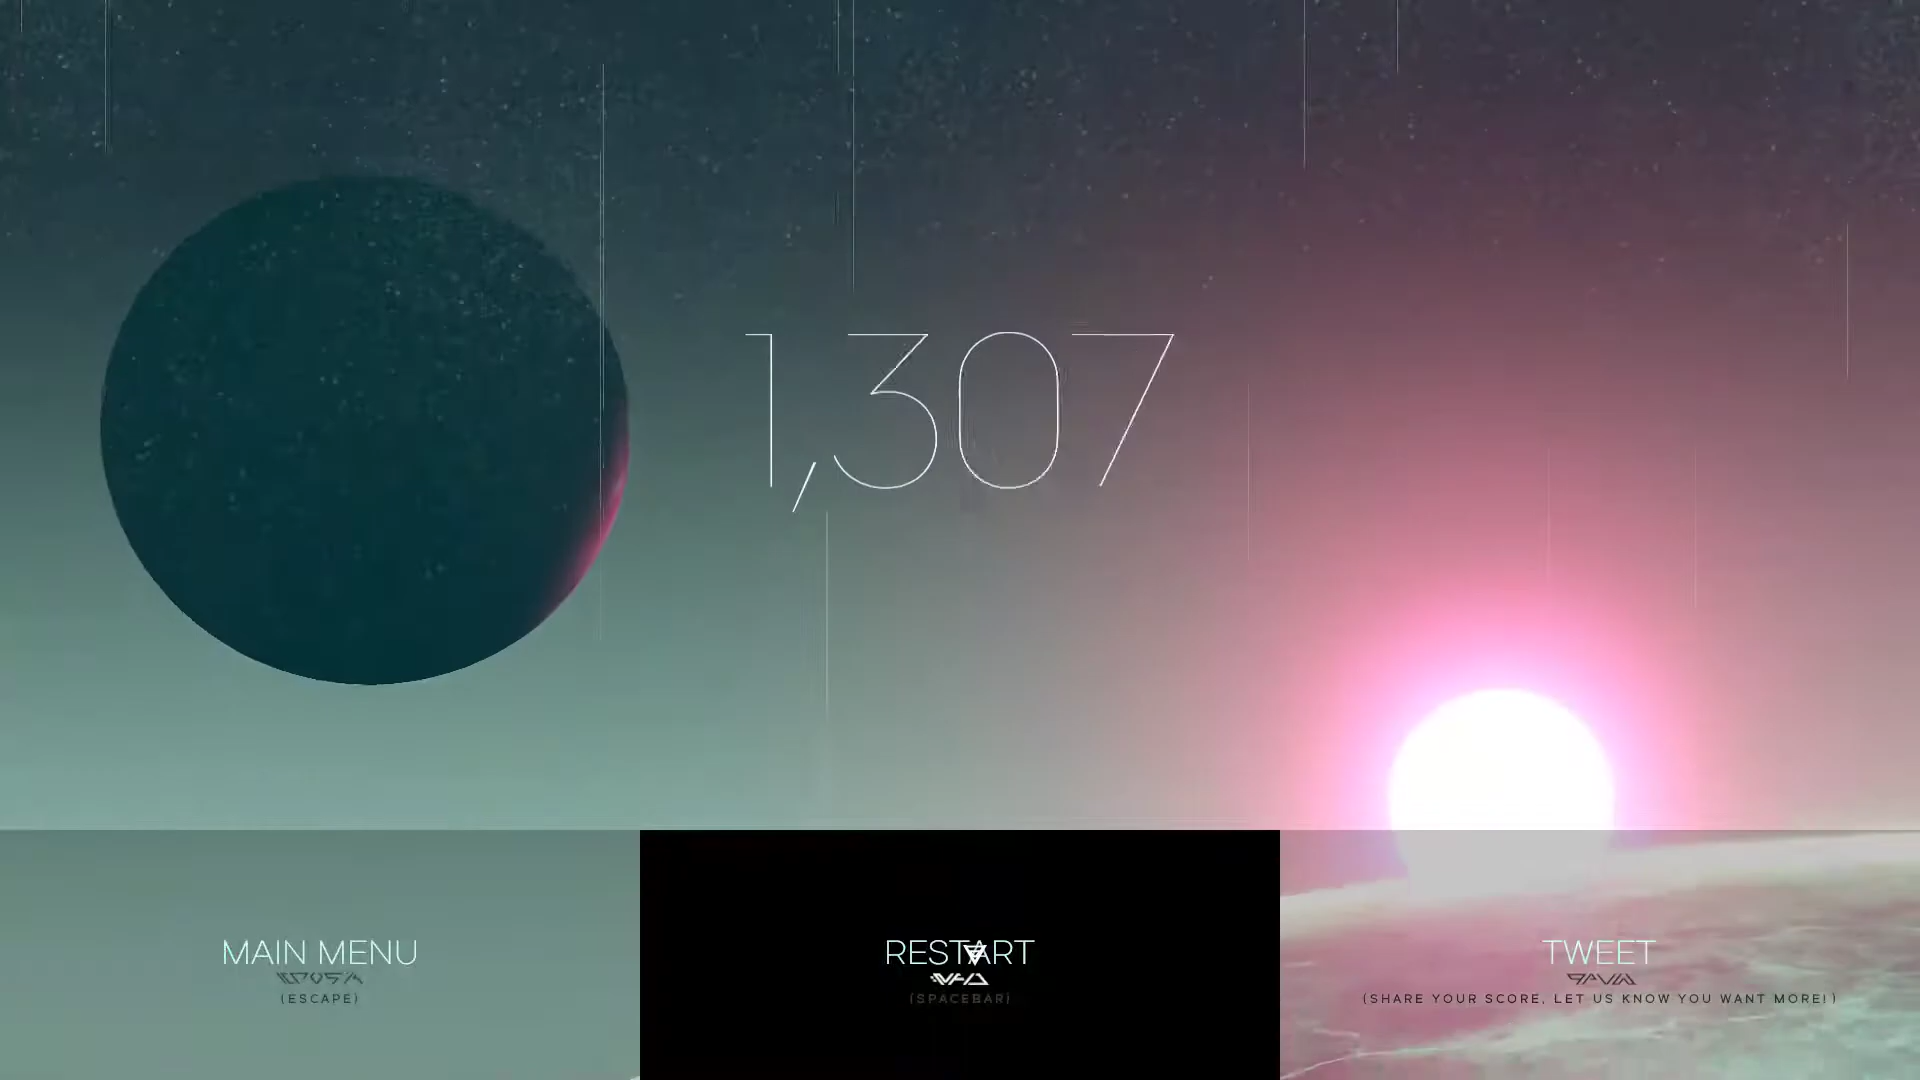 1,307
MAIN MENU
(ESCAPE)
RESTART
(SPACEBAR)
TWEET
(SHARE YOUR SCORE, LET US KNOW YOU WANT MORE!)